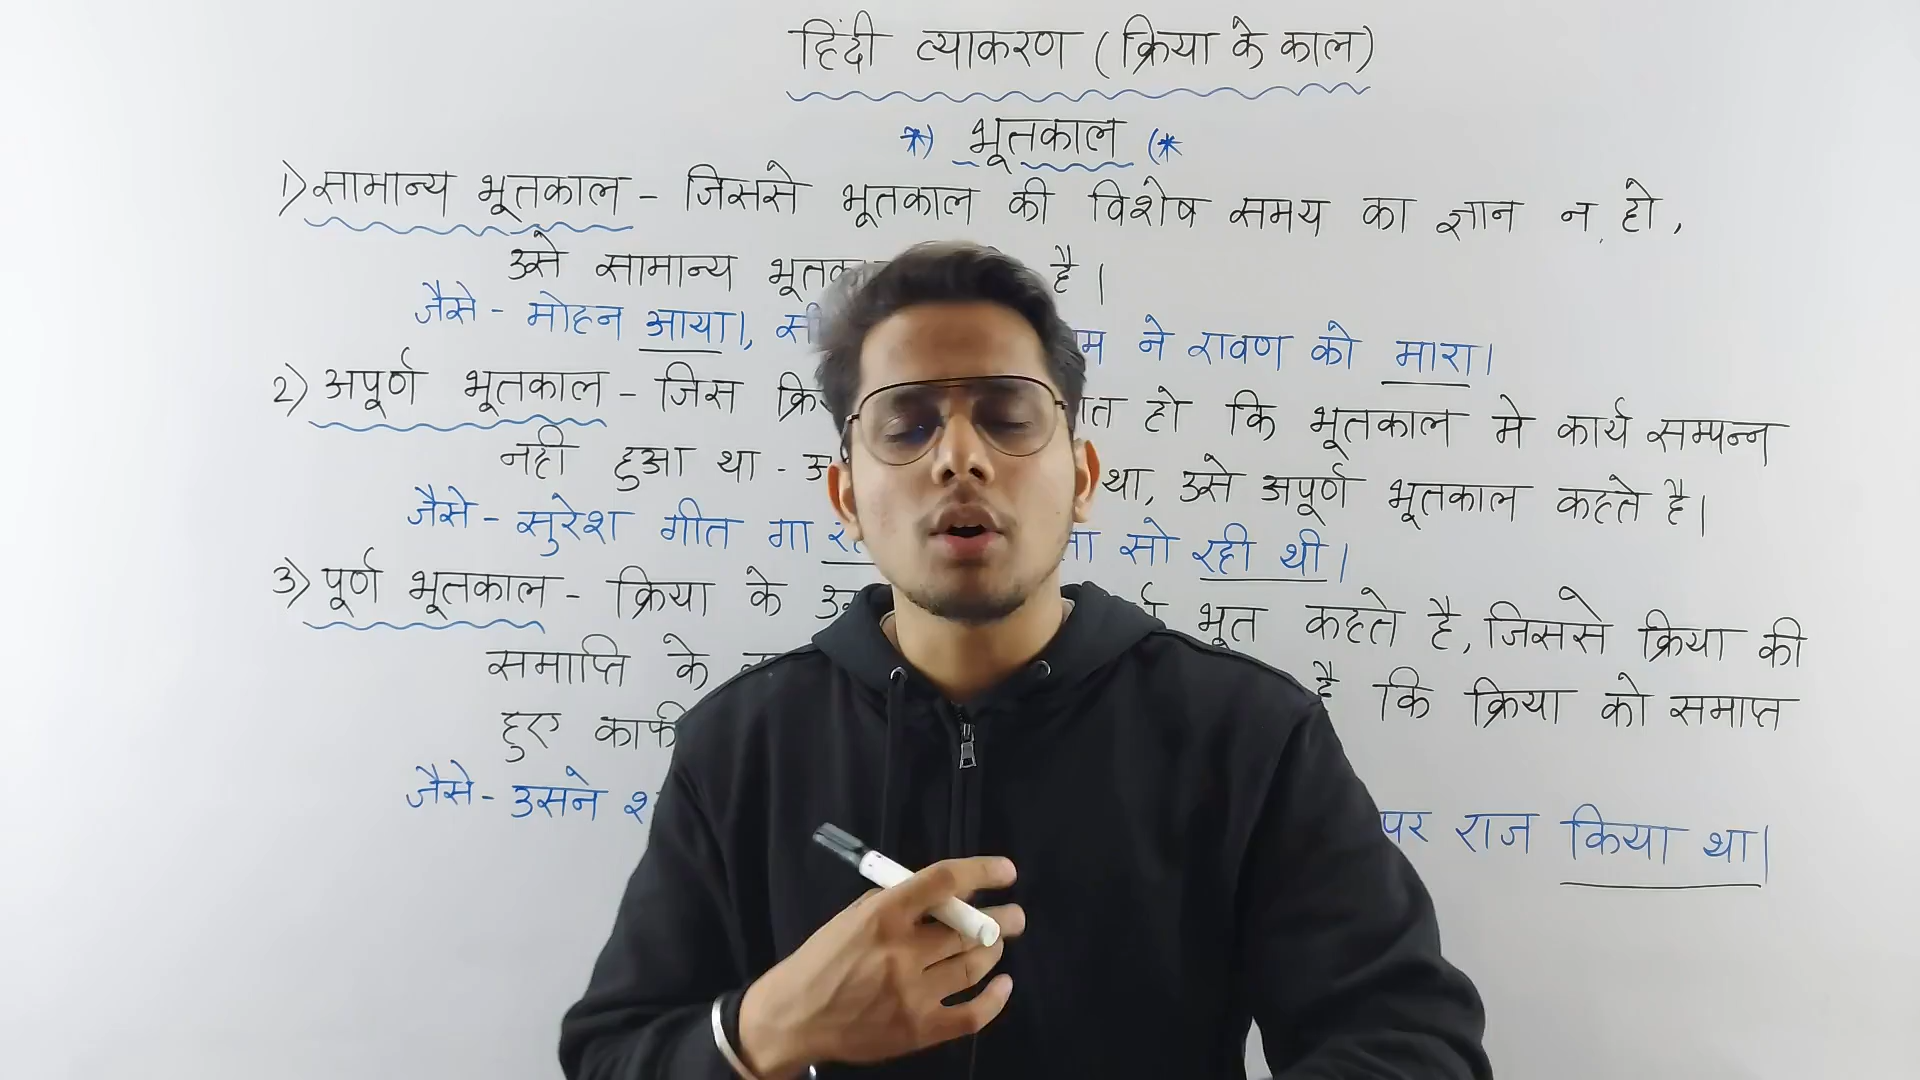 हिंदी व्याकरण (क्रिया के काल)
*) भूतकाल (*
1) सामान्य भूतकाल - जिससे भूतकाल की विशेष समय का ज्ञान न हो,
उसे सामान्य है।
जैसे - मोहन आया।, ने रावण को मारा।
2) अपूर्ण भूतकाल - जिस हो कि भूतकाल मे कार्य सम्पन्न
नही हुआ था - था, उसे अपूर्ण भूतकाल कहते है।
जैसे - सुरेश गीत गा सो रही थी।
3) पूर्ण भूतकाल - क्रिया के भूत कहते है, जिससे क्रिया की
समाप्ति के है कि क्रिया को समाप्त
हुए
जैसे - उसने पर राज किया था।